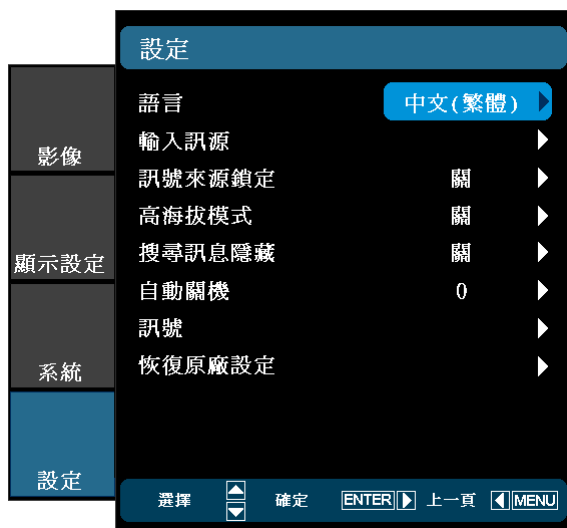 設定
影像
顯示設定
系統
設定
語言 中文(繁體)
輸入訊源
訊號來源鎖定 關
高海拔模式 關
搜尋訊息隱藏 關
自動關機 0
訊號
恢復原廠設定
選擇 確定 ENTER 上一頁 MENU